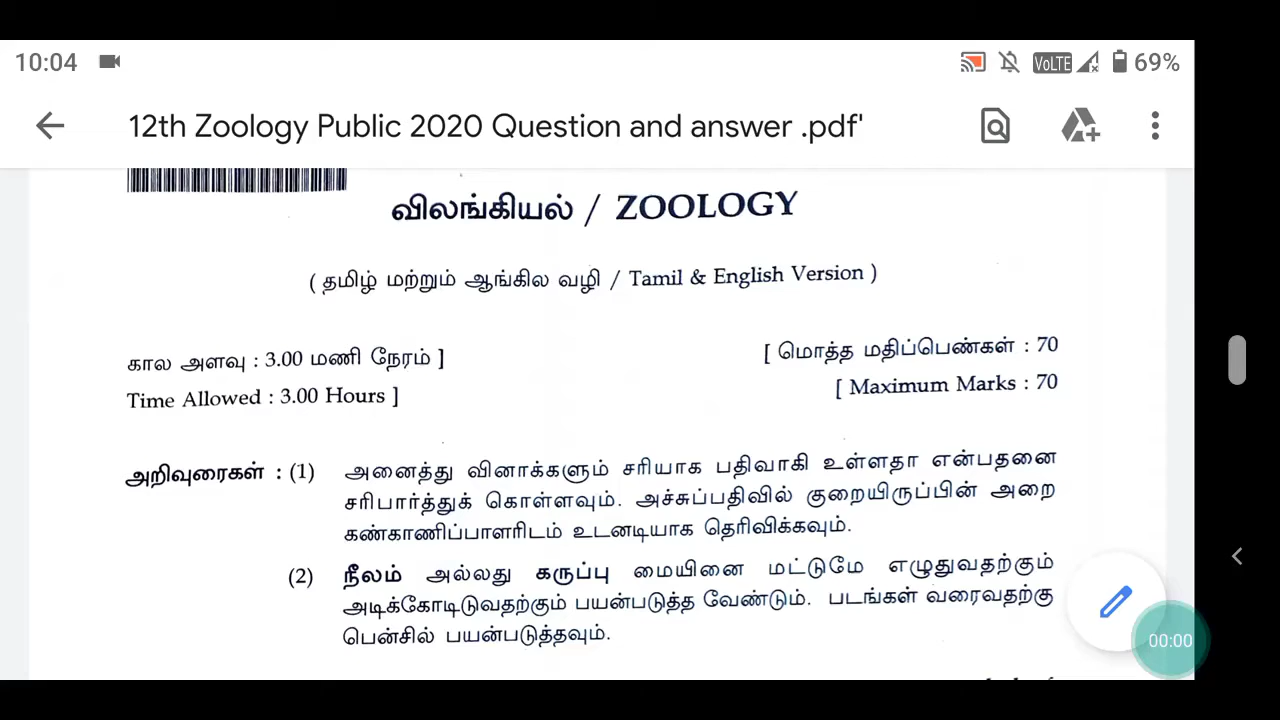 10:04
VoLTE 69%
12th Zoology Public 2020 Question and answer .pdf'
விலங்கியல் / ZOOLOGY
( தமிழ் மற்றும் ஆங்கில வழி / Tamil & English Version )
கால அளவு : 3.00 மணி நேரம் ]
[ மொத்த மதிப்பெண்கள் : 70
Time Allowed : 3.00 Hours ]
[ Maximum Marks : 70
அறிவுரைகள் : (1) அனைத்து வினாக்களும் சரியாக பதிவாகி உள்ளதா என்பதனை
சரிபார்த்துக் கொள்ளவும். அச்சுப்பதிவில் குறையிருப்பின் அறை
கண்காணிப்பாளரிடம் உடனடியாக தெரிவிக்கவும்.
(2) நீலம் அல்லது கருப்பு மையினை மட்டுமே எழுதுவதற்கும்
அடிக்கோடிடுவதற்கும் பயன்படுத்த வேண்டும். படங்கள் வரைவதற்கு
பென்சில் பயன்படுத்தவும்.
00:00